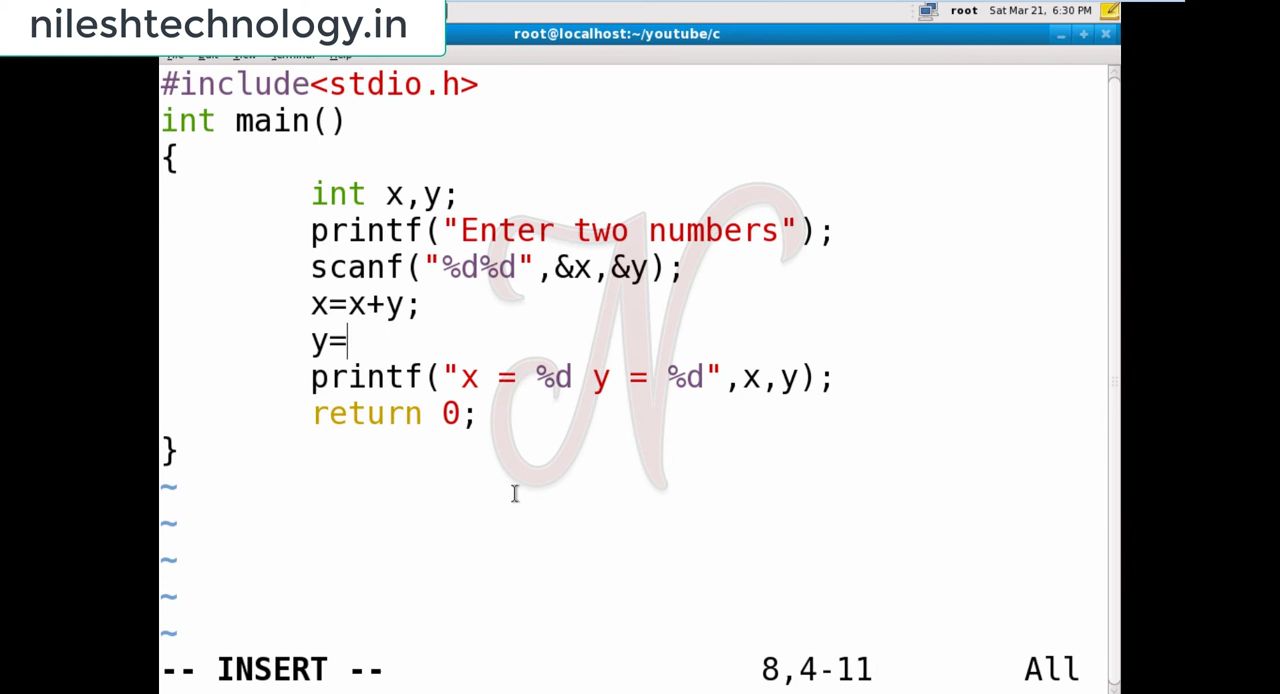 nileshtechnology.in
root Sat Mar 21, 6:30 PM
root@localhost:~/youtube/c
#include<stdio.h>
int main()
{
int x,y;
printf("Enter two numbers");
scanf("%d%d",&x,&y);
x=x+y;
y=
printf("x = %d y = %d",x,y);
return 0;
}
~
~
~
~
~
-- INSERT -- 8,4-11 All
N